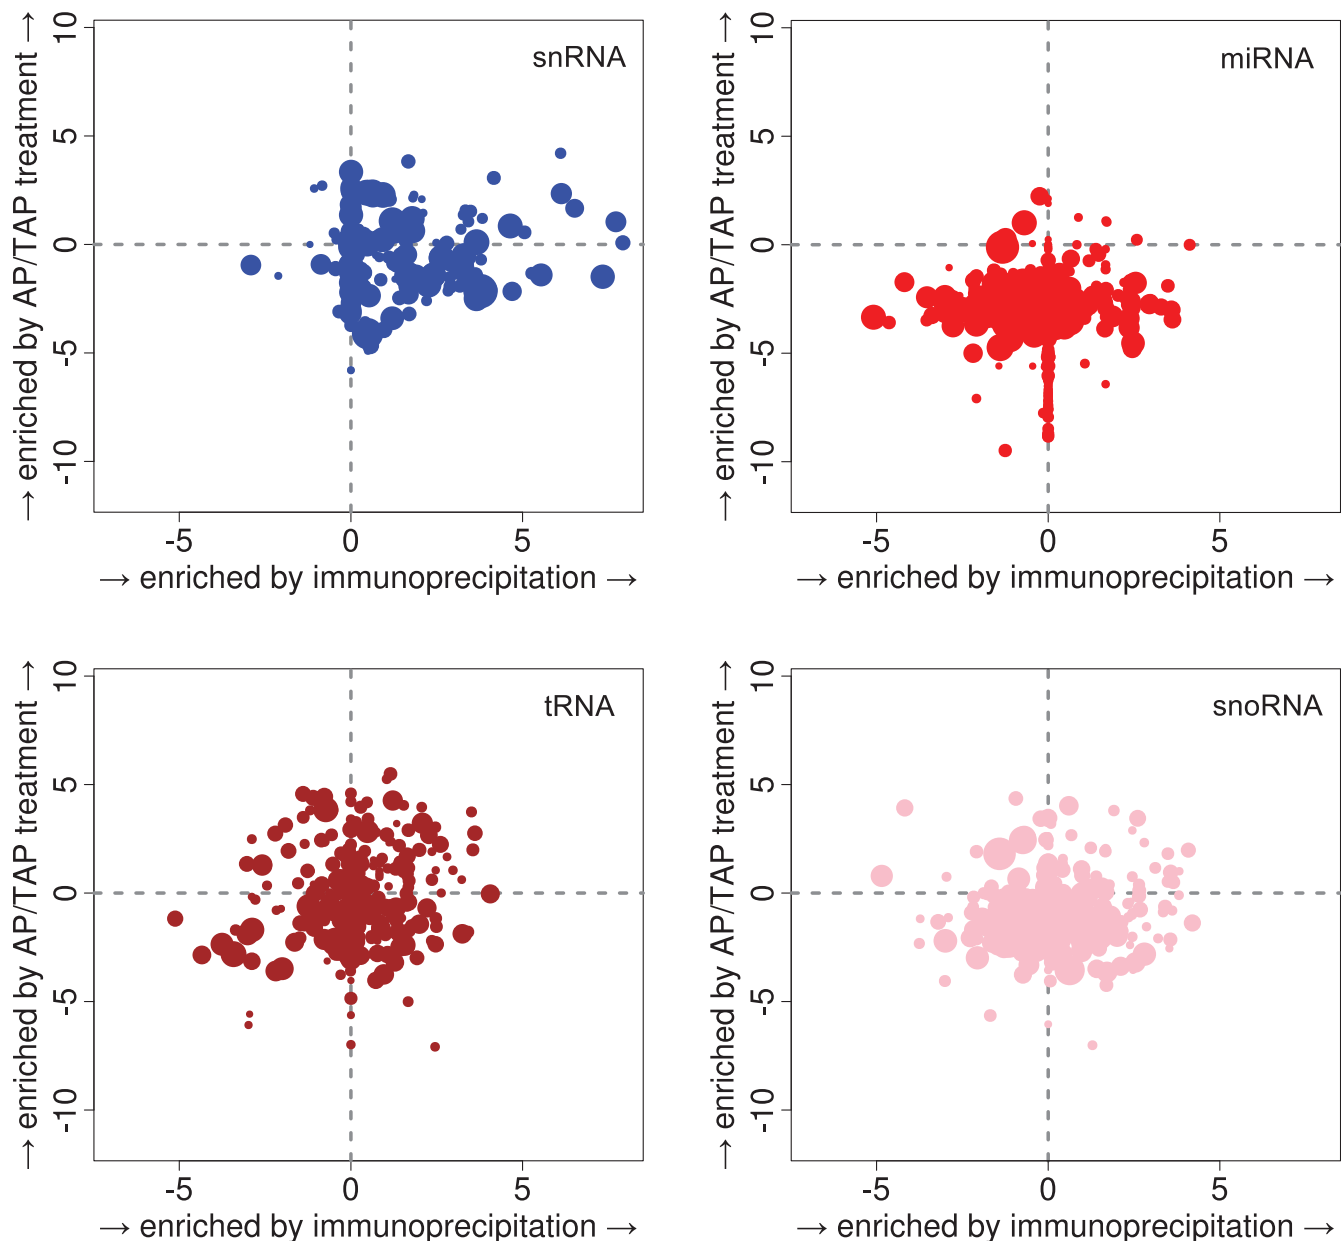 snRNA
10
5
0
-5
-10
→ enriched by AP/TAP treatment →
-5 0 5
→ enriched by immunoprecipitation →
miRNA
10
5
0
-5
-10
→ enriched by AP/TAP treatment →
-5 0 5
→ enriched by immunoprecipitation →
tRNA
10
5
0
-5
-10
→ enriched by AP/TAP treatment →
-5 0 5
→ enriched by immunoprecipitation →
snoRNA
10
5
0
-5
-10
→ enriched by AP/TAP treatment →
-5 0 5
→ enriched by immunoprecipitation →